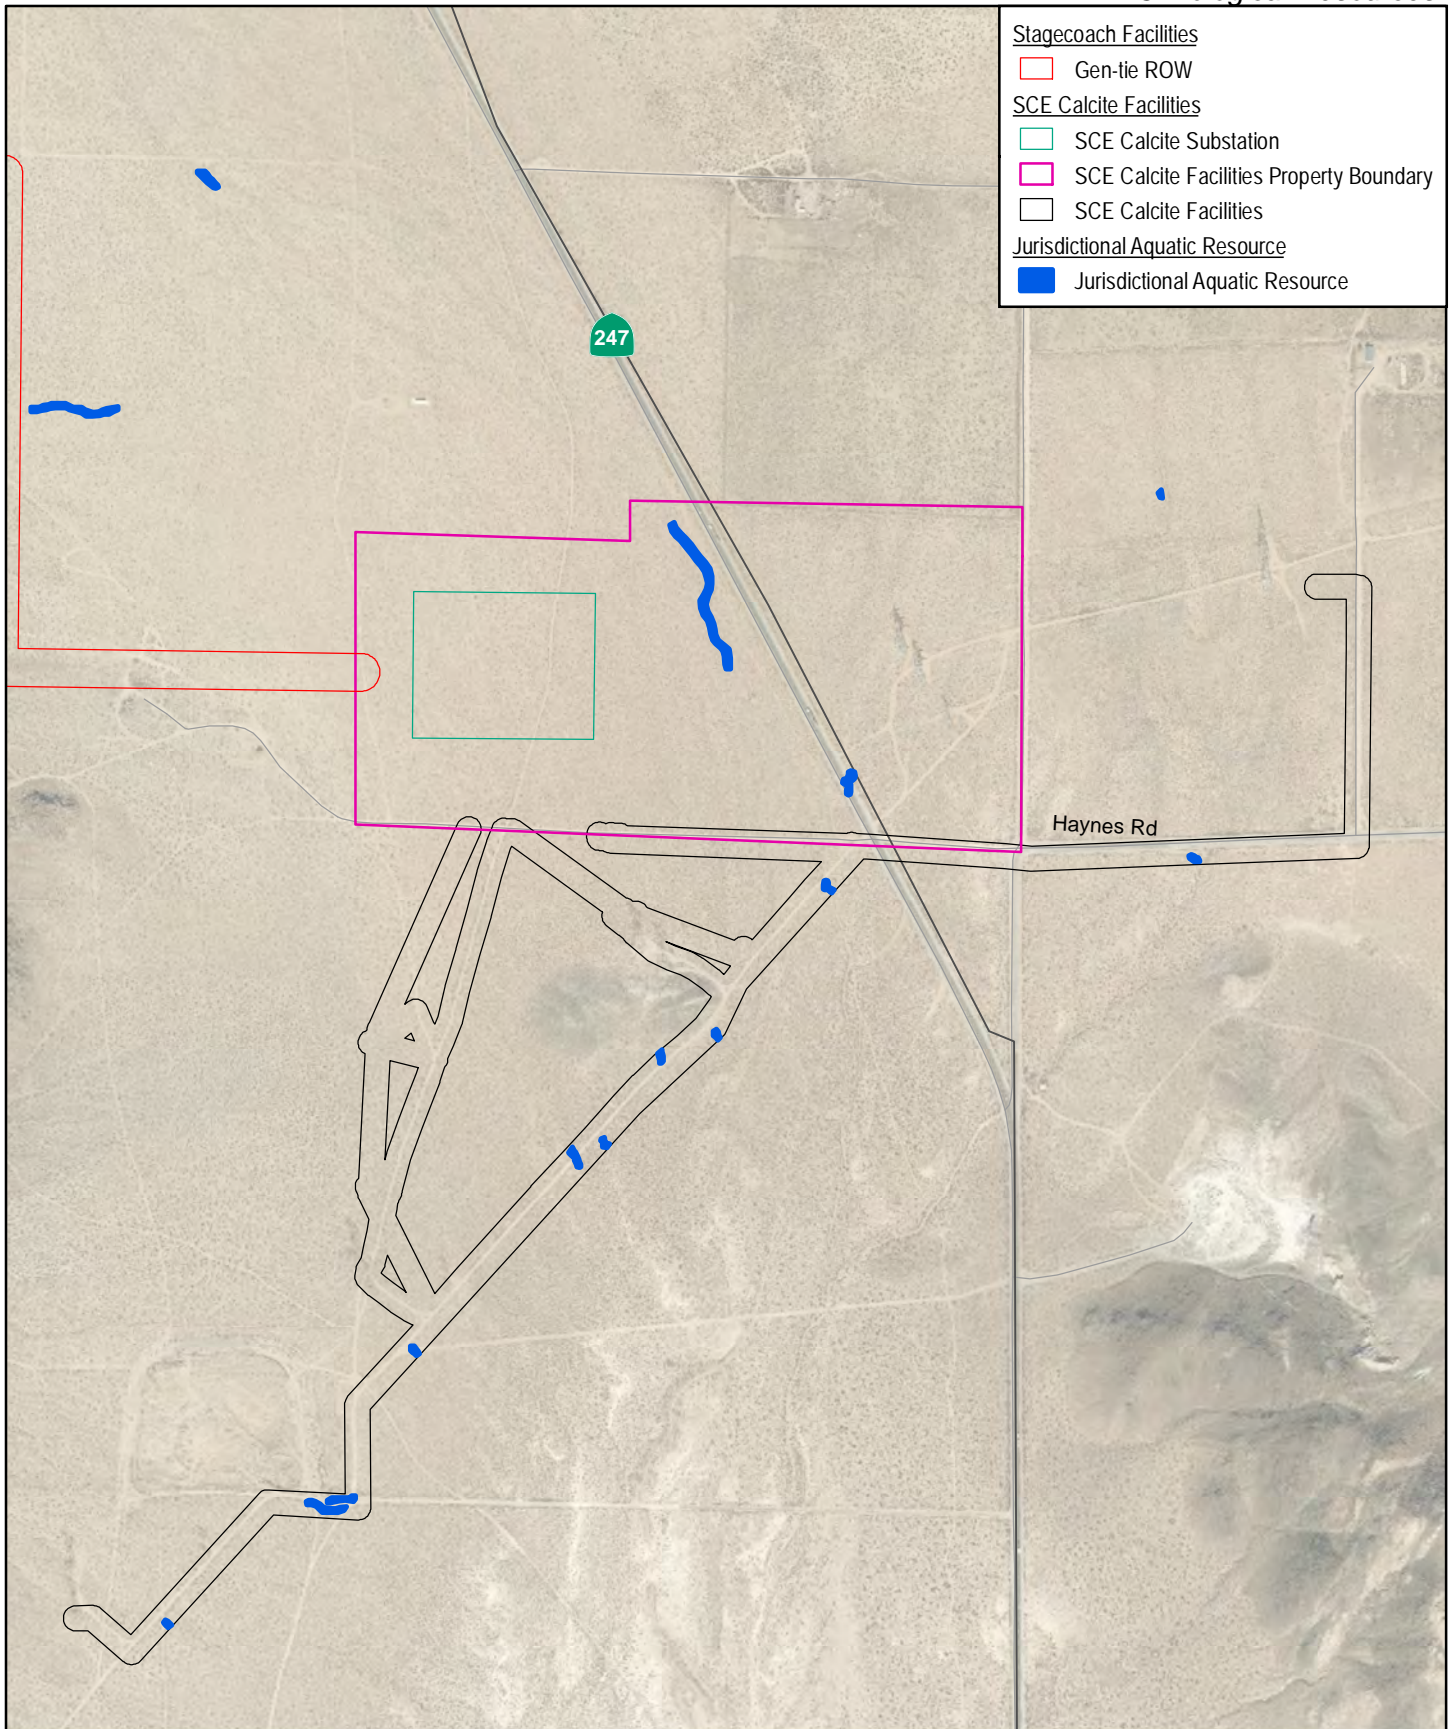 Stagecoach Facilities
Gen-tie ROW
SCE Calcite Facilities
SCE Calcite Substation
SCE Calcite Facilities Property Boundary
SCE Calcite Facilities
Jurisdictional Aquatic Resource
Jurisdictional Aquatic Resource
247
Haynes Rd